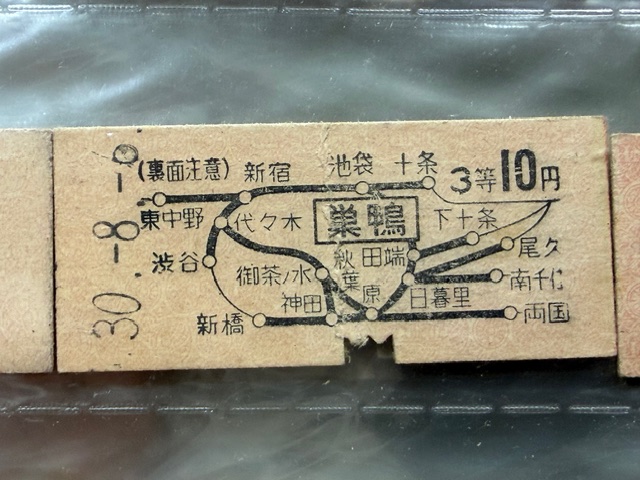 30.-8.-6
(裏面注意) 新宿 池袋 十条 3等10円
東中野 代々木 巣鴨 下十条 尾久
渋谷 御茶ノ水 秋葉原 田端 日暮里 南千住
新橋 神田 両国